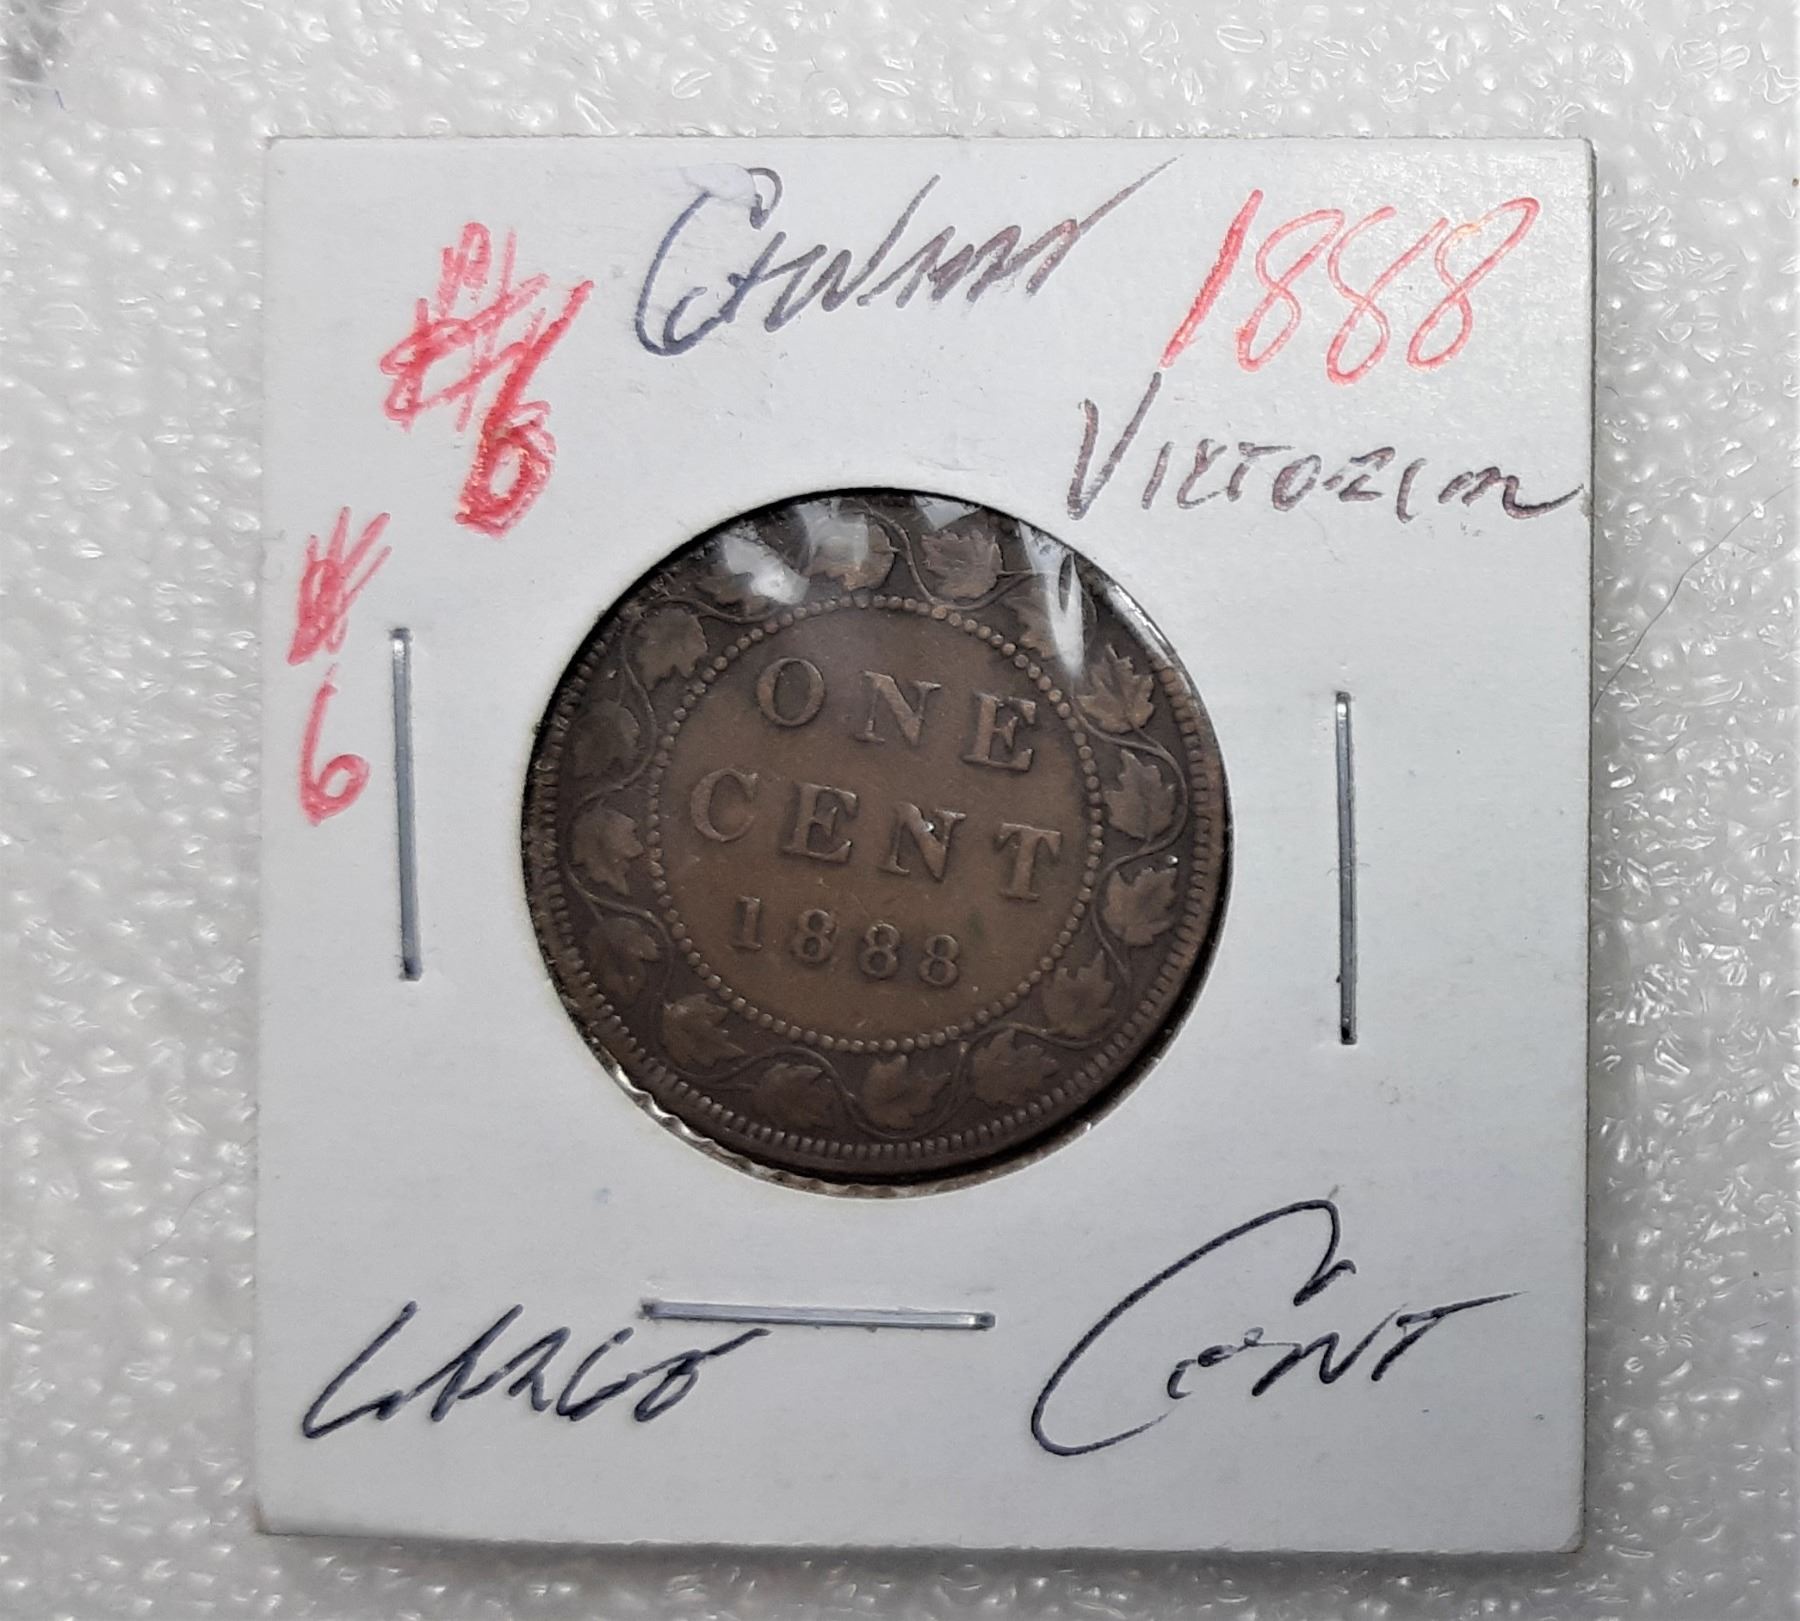 CANADA 1888
VICTORIA
#6
#6
ONE
CENT
1888
LARGE CENT